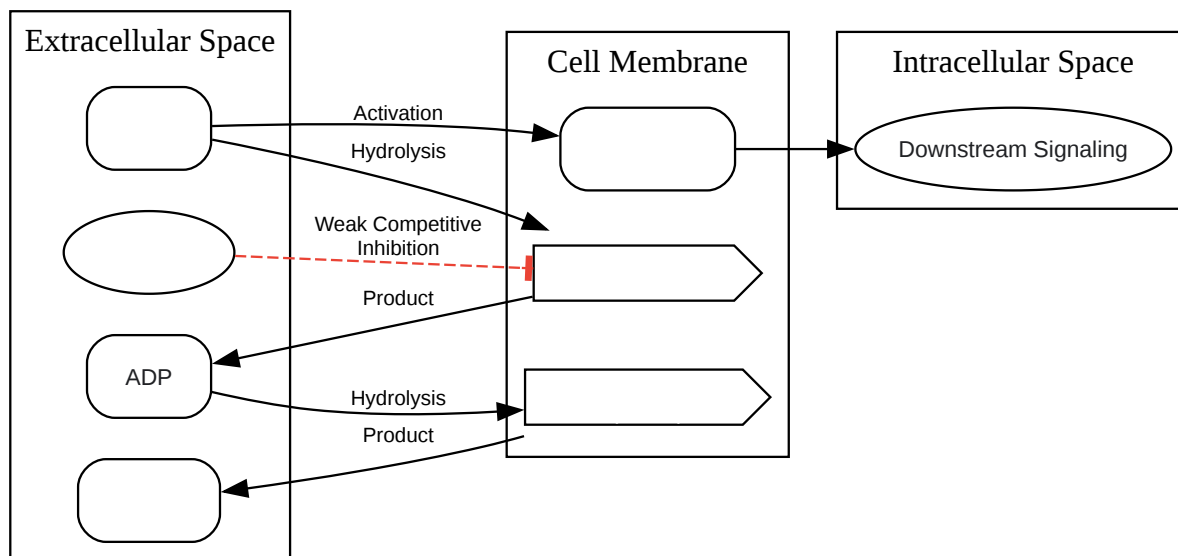 Extracellular Space
Cell Membrane
Intracellular Space
Activation
Hydrolysis
Downstream Signaling
Weak Competitive
Inhibition
Product
ADP
Hydrolysis
Product